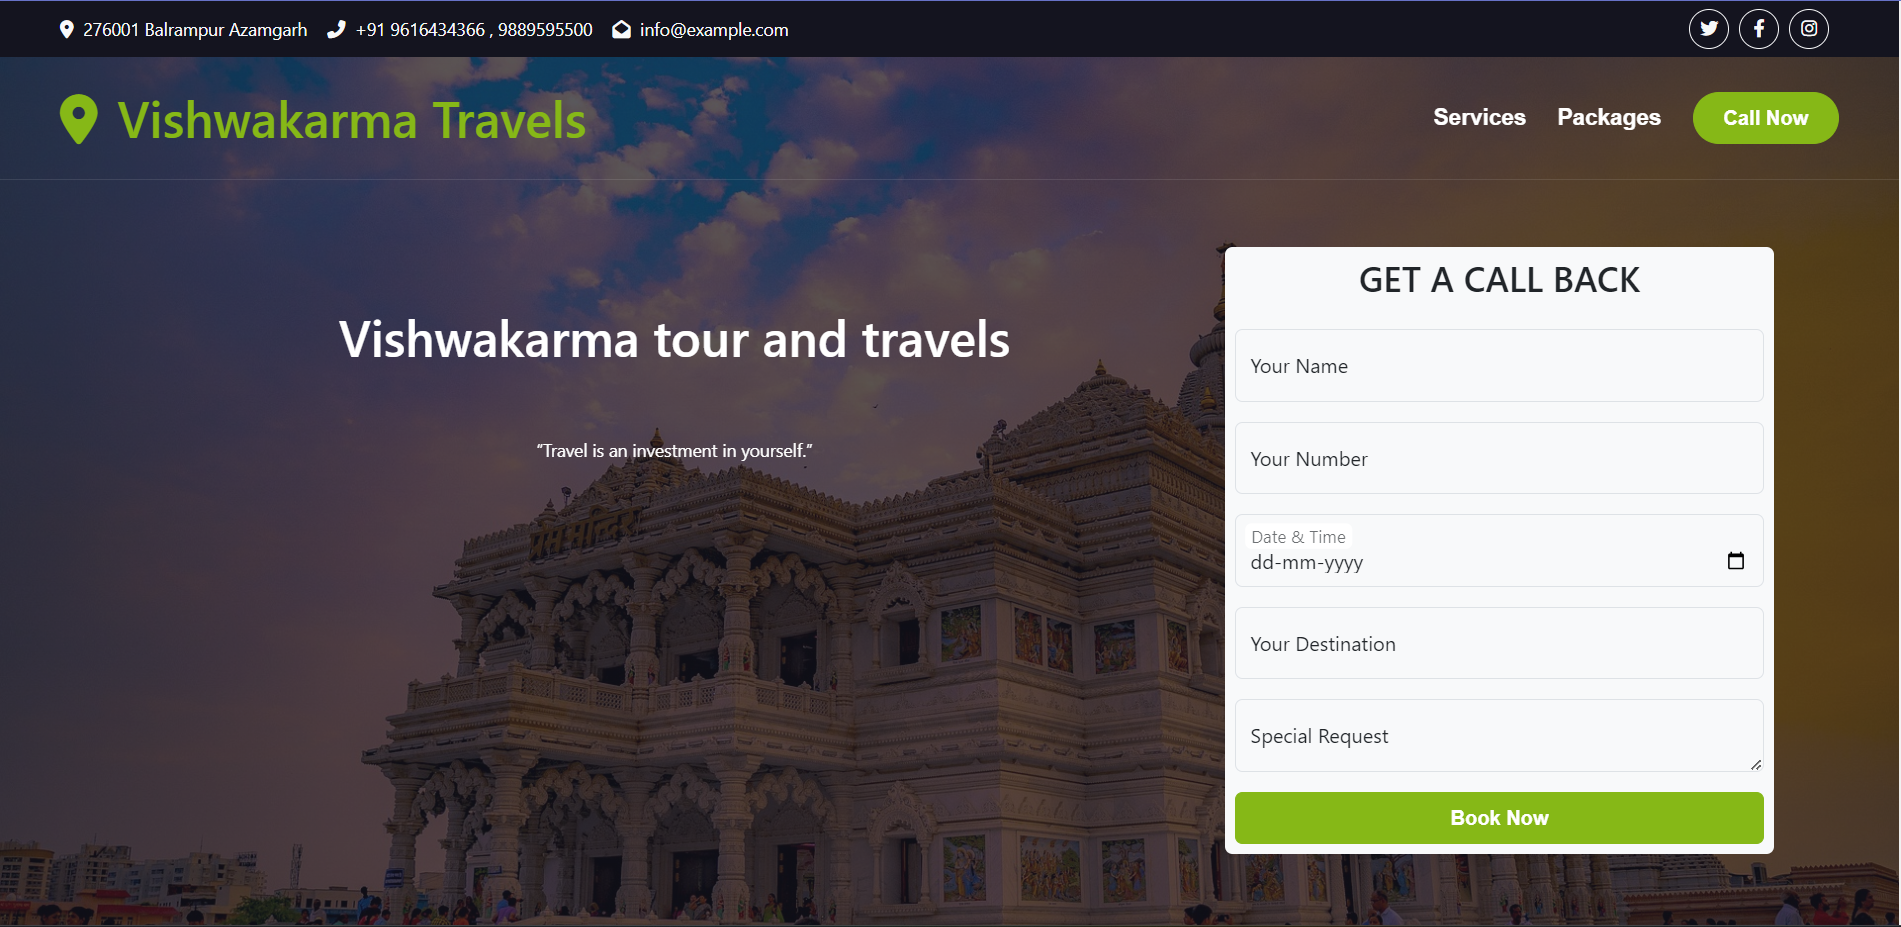 276001 Balrampur Azamgarh +91 9616434366 , 9889595500 info@example.com
Vishwakarma Travels
Services Packages Call Now
GET A CALL BACK
Vishwakarma tour and travels
Your Name
“Travel is an investment in yourself.”
Your Number
प्रेम मन्दिर
Date & Time
dd-mm-yyyy
Your Destination
Special Request
Book Now